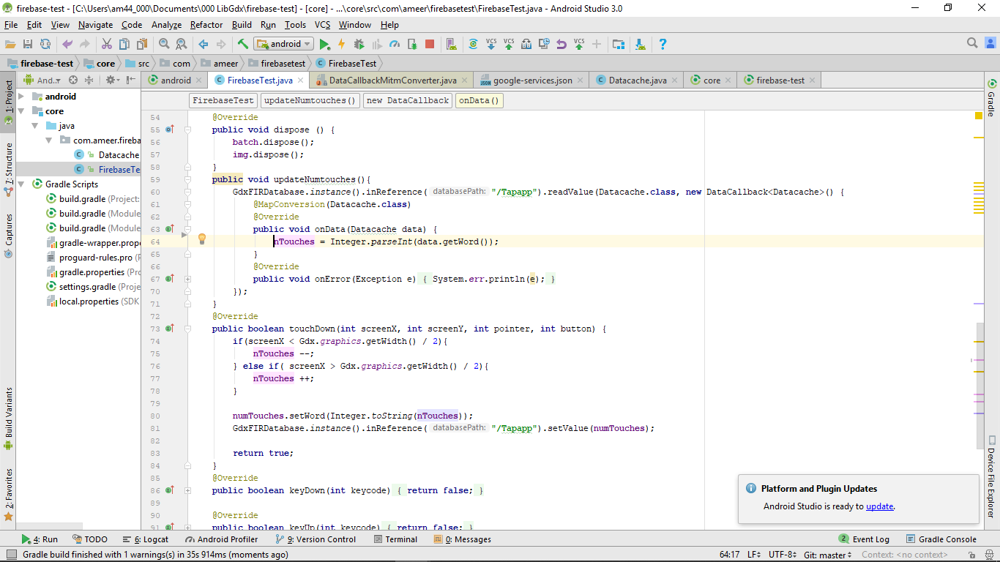 firebase-test - [C:\Users\am44_000\Documents\000 LibGdx\firebase-test] - [core] - ...\core\src\com\ameer\firebasetest\FirebaseTest.java - Android Studio 3.0
File Edit View Navigate Code Analyze Refactor Build Run Tools VCS Window Help
android VCS VCS VCS ?
firebase-test core src com ameer firebasetest FirebaseTest
1: Project
And..▾
android FirebaseTest.java DataCallbackMitmConverter.java google-services.json Datacache.java core firebase-test
Gradle
android
core
java
com.ameer.fireba
Datacache
FirebaseTe
Gradle Scripts
build.gradle (Project:
build.gradle (Module
build.gradle (Module
gradle-wrapper.prope
proguard-rules.pro (
gradle.properties (Pro
settings.gradle (Proje
local.properties (SDK
7: Structure
Captures
Build Variants
2: Favorites
FirebaseTest updateNumtouches() new DataCallback onData()
54 @Override
55 public void dispose () {
56 batch.dispose();
57 img.dispose();
58 }
59 public void updateNumtouches(){
60 GdxFIRDatabase.instance().inReference( databasePath: "/Tapapp").readValue(Datacache.class, new DataCallback<Datacache>() {
61 @MapConversion(Datacache.class)
62 @Override
63 public void onData(Datacache data) {
64 nTouches = Integer.parseInt(data.getWord());
65 }
66 @Override
67 public void onError(Exception e) { System.err.println(e); }
70 });
71 }
72 @Override
73 public boolean touchDown(int screenX, int screenY, int pointer, int button) {
74 if(screenX < Gdx.graphics.getWidth() / 2){
75 nTouches --;
76 } else if( screenX > Gdx.graphics.getWidth() / 2){
77 nTouches ++;
78 }
79
80 numTouches.setWord(Integer.toString(nTouches));
81 GdxFIRDatabase.instance().inReference( databasePath: "/Tapapp").setValue(numTouches);
82
83 return true;
84 }
85 @Override
86 public boolean keyDown(int keycode) { return false; }
89
90 @Override
91 public boolean keyUp(int keycode) { return false; }
Device File Explorer
Platform and Plugin Updates
Android Studio is ready to update.
4: Run TODO 6: Logcat Android Profiler 9: Version Control Terminal 0: Messages 2 Event Log Gradle Console
Gradle build finished with 1 warnings(s) in 35s 914ms (moments ago) 64:17 LF÷ UTF-8÷ Git: master÷ Context: <no context>